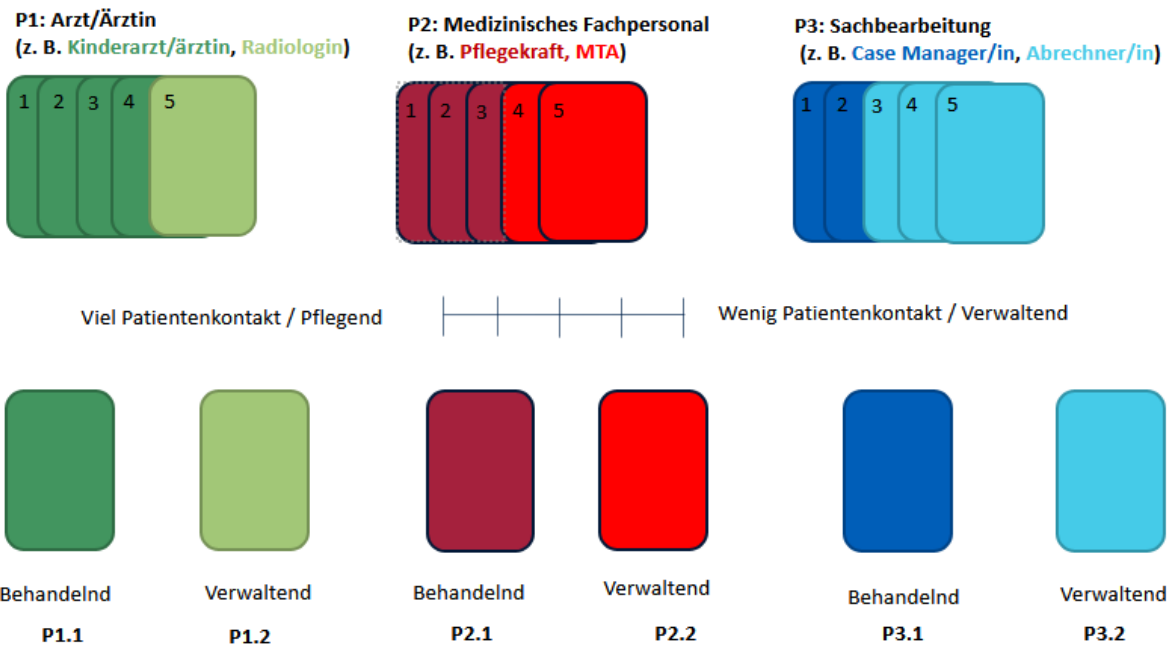 P1: Arzt/Ärztin
(z. B. Kinderarzt/ärztin, Radiologin)
P2: Medizinisches Fachpersonal
(z. B. Pflegekraft, MTA)
P3: Sachbearbeitung
(z. B. Case Manager/in, Abrechner/in)
1 2 3 4 5
1 2 3 4 5
1 2 3 4 5
Viel Patientenkontakt / Pflegend
Wenig Patientenkontakt / Verwaltend
Behandelnd
P1.1
Verwaltend
P1.2
Behandelnd
P2.1
Verwaltend
P2.2
Behandelnd
P3.1
Verwaltend
P3.2